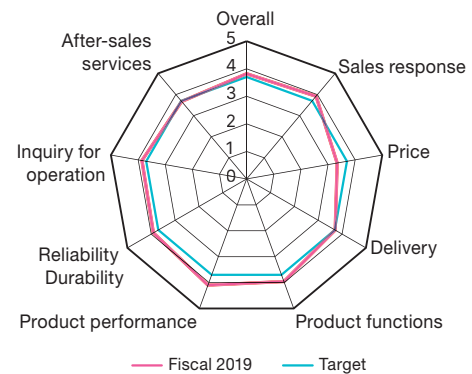 Overall
After-sales
services
Sales response
5
4
3
2
1
0
Inquiry for
operation
Price
Reliability
Durability
Delivery
Product performance
Product functions
Fiscal 2019
Target